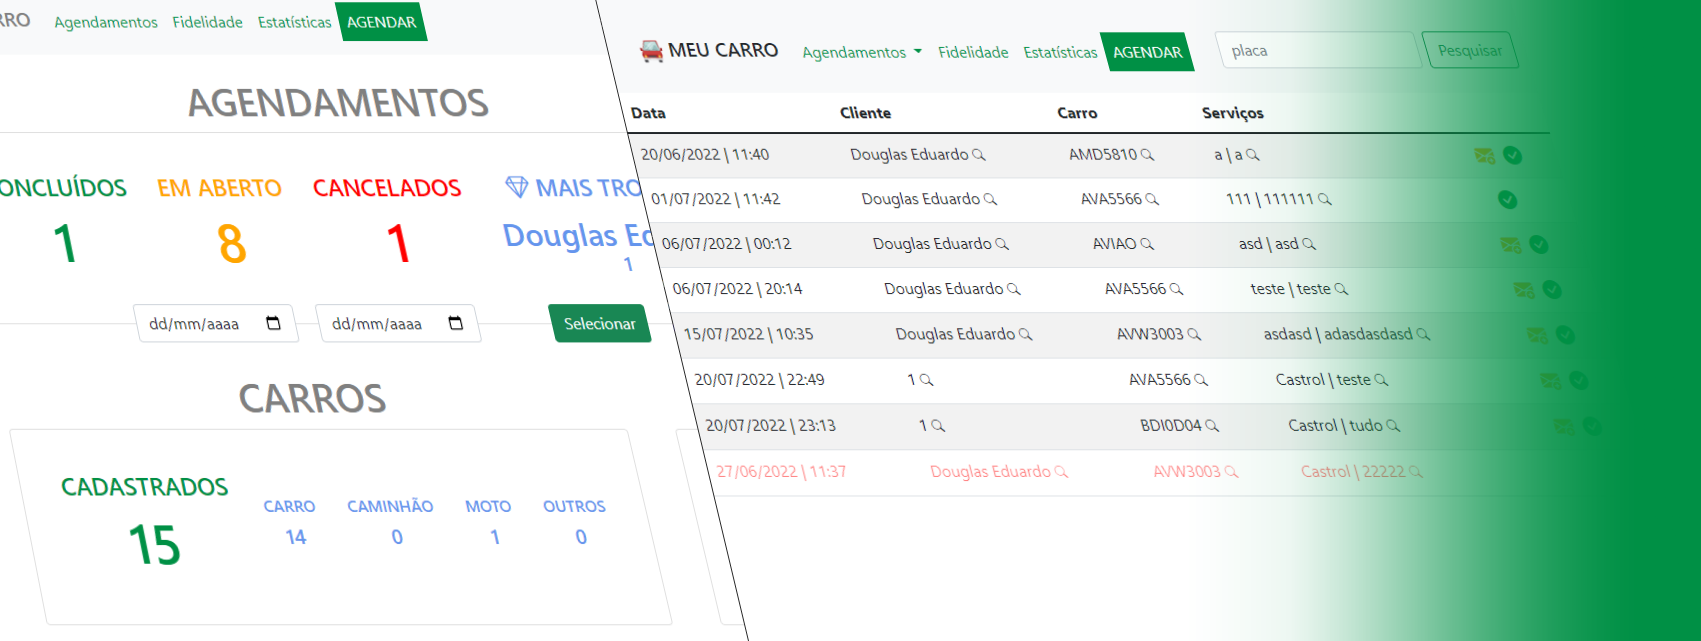 RRO Agendamentos Fidelidade Estatísticas AGENDAR
AGENDAMENTOS
ONCLUÍDOS EM ABERTO CANCELADOS MAIS TRO
1 8 1 Douglas Ed
1
dd/mm/aaaa dd/mm/aaaa Selecionar
CARROS
CADASTRADOS CARRO CAMINHÃO MOTO OUTROS
15 14 0 1 0
MEU CARRO Agendamentos Fidelidade Estatísticas AGENDAR placa Pesquisar
Data Cliente Carro Serviços
20/06/2022 | 11:40 Douglas Eduardo AMD5810 a | a
01/07/2022 | 11:42 Douglas Eduardo AVA5566 111 | 111111
06/07/2022 | 00:12 Douglas Eduardo AVIAO asd | asd
06/07/2022 | 20:14 Douglas Eduardo AVA5566 teste | teste
15/07/2022 | 10:35 Douglas Eduardo AVW3003 asdasd | adasdasdasd
20/07/2022 | 22:49 1 AVA5566 Castrol | teste
20/07/2022 | 23:13 1 BDI0D04 Castrol | tudo
27/06/2022 | 11:37 Douglas Eduardo AVW3003 Castrol | 22222